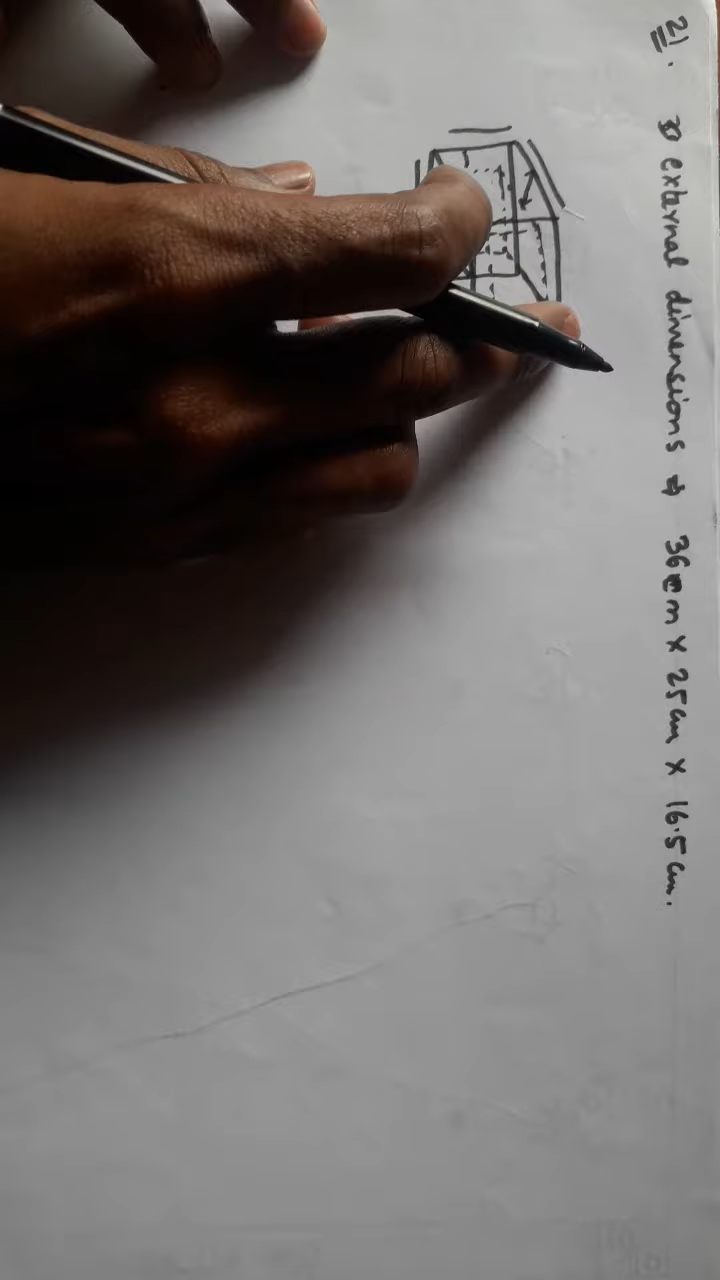 21. external dimensions ⇒ 36cm × 25cm × 16.5cm.